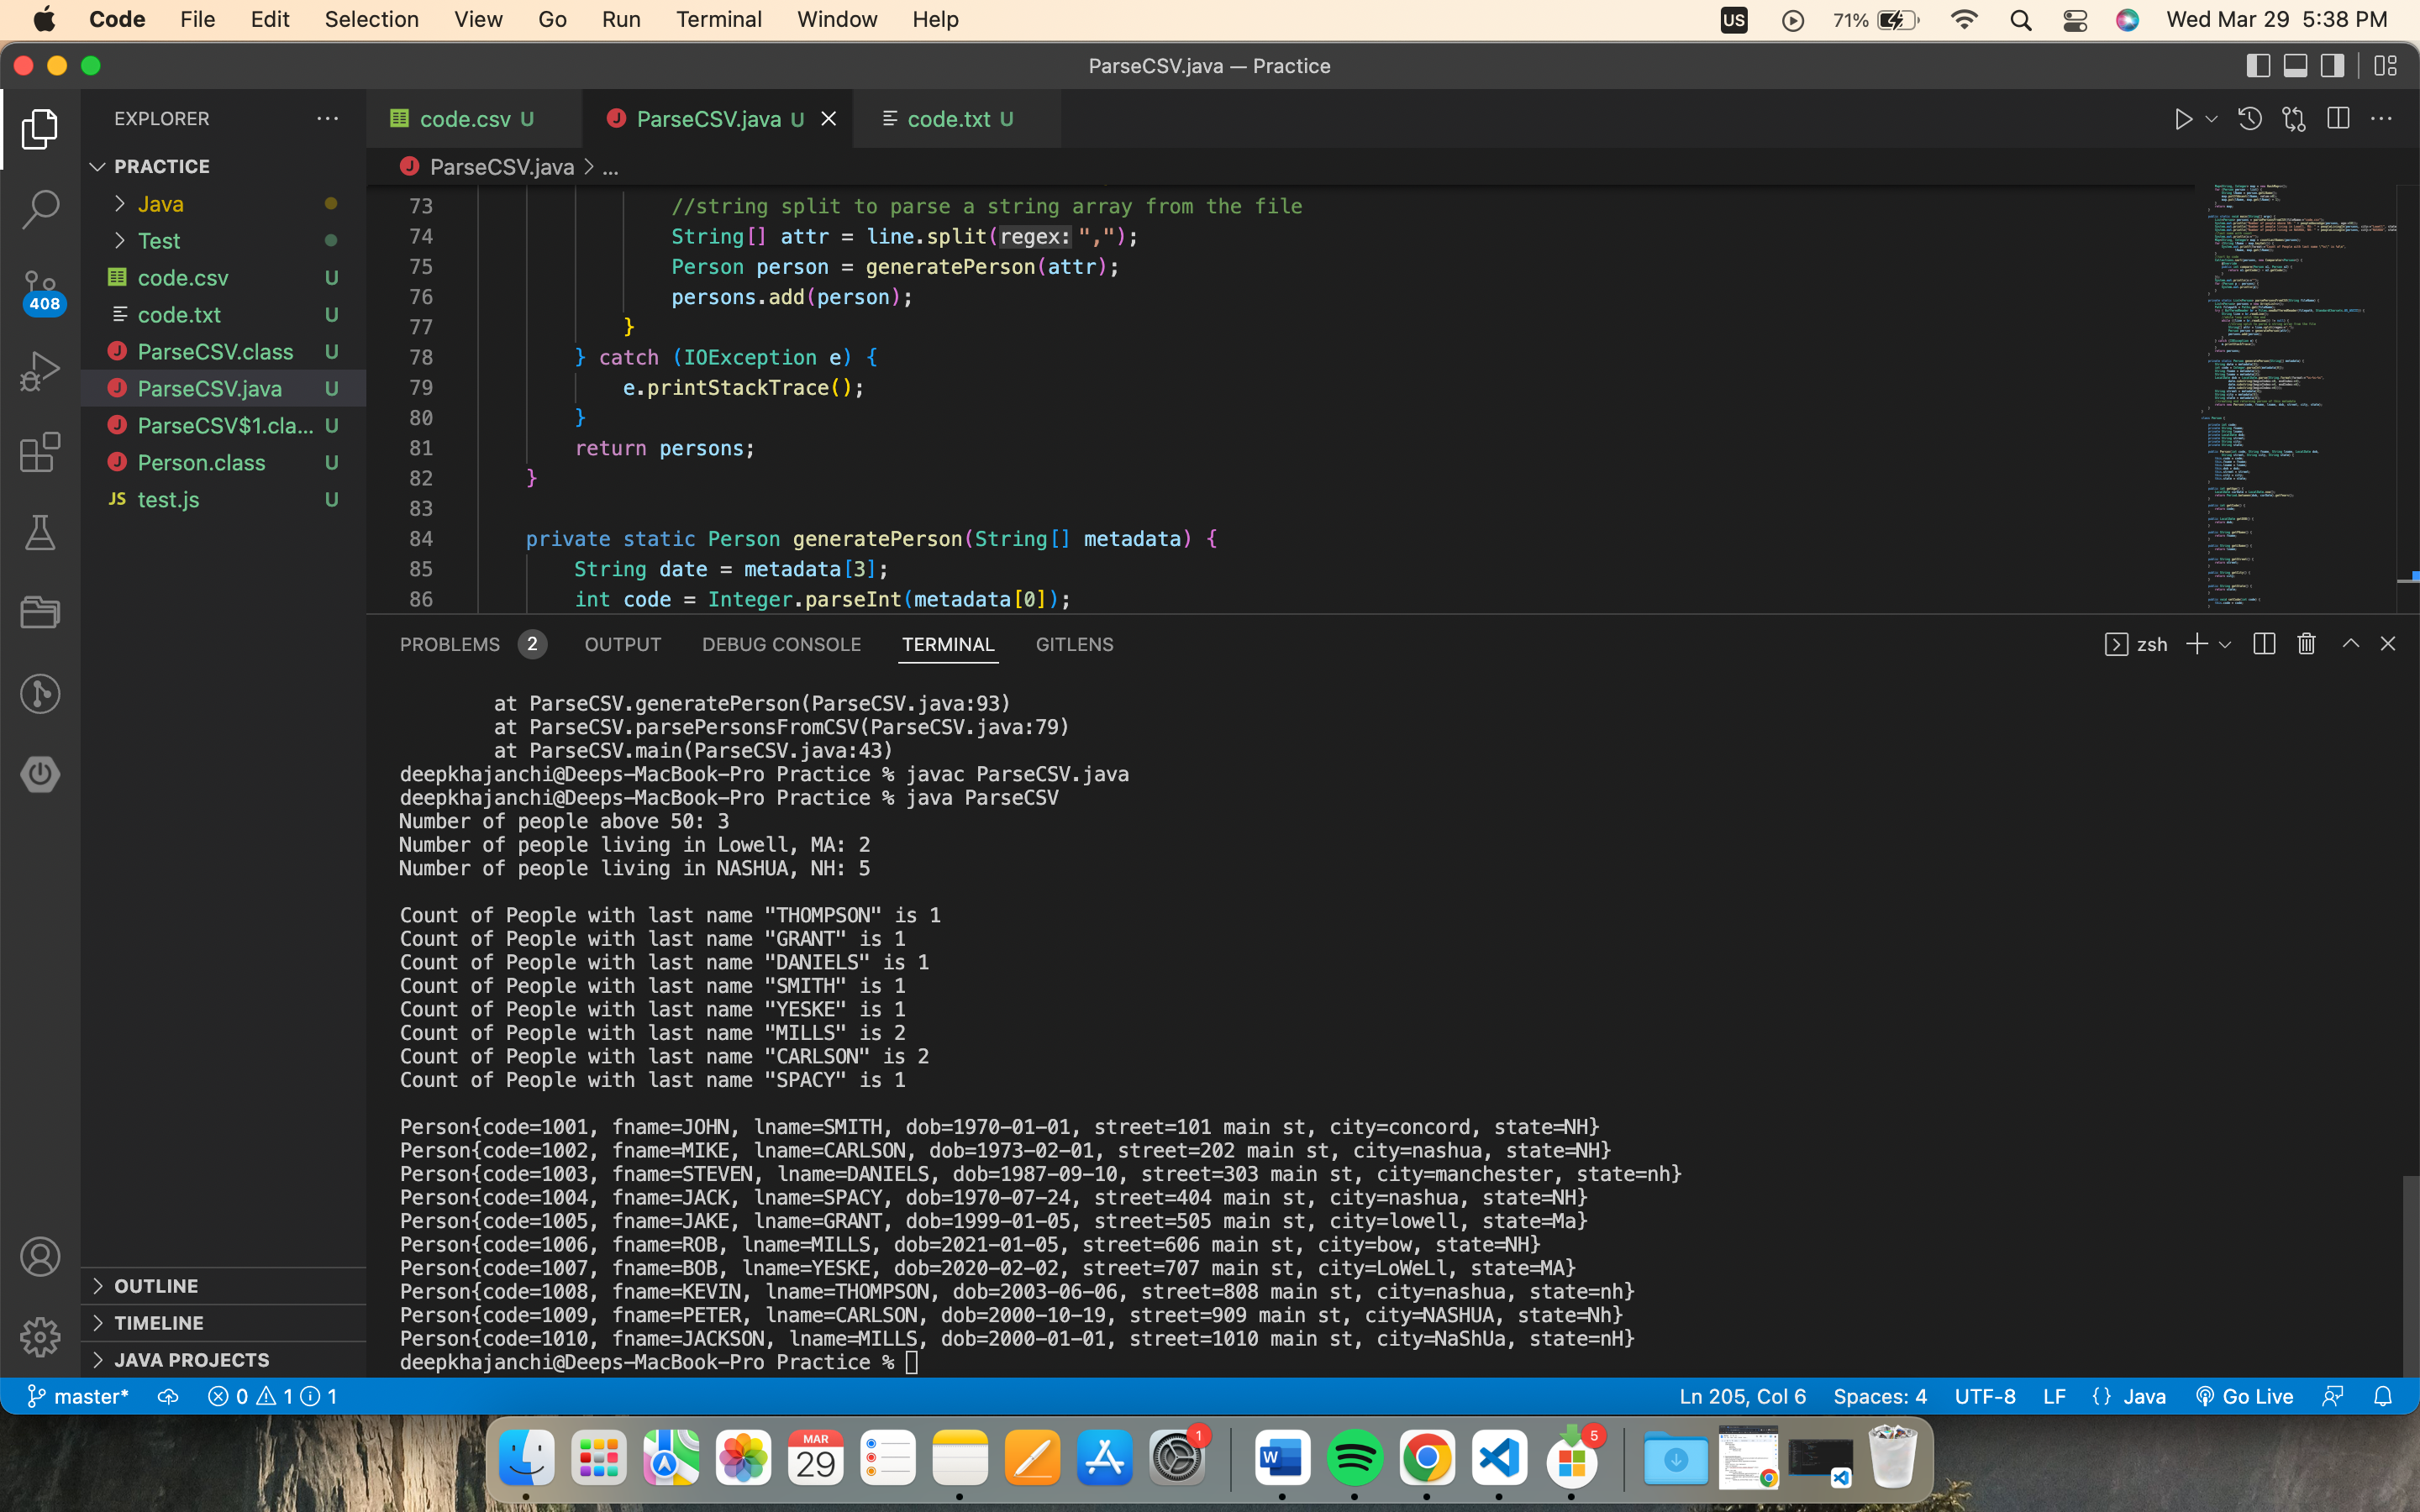 Code File Edit Selection View Go Run Terminal Window Help US 71% Wed Mar 29 5:38 PM
ParseCSV.java — Practice
EXPLORER ...
code.csv U ParseCSV.java U code.txt U
PRACTICE
ParseCSV.java > ...
Java
Test
code.csv U
code.txt U
ParseCSV.class U
ParseCSV.java U
ParseCSV$1.cla... U
Person.class U
JS test.js U
408
73 //string split to parse a string array from the file
74 String[] attr = line.split(regex:",");
75 Person person = generatePerson(attr);
76 persons.add(person);
77 }
78 } catch (IOException e) {
79 e.printStackTrace();
80 }
81 return persons;
82 }
83
84 private static Person generatePerson(String[] metadata) {
85 String date = metadata[3];
86 int code = Integer.parseInt(metadata[0]);
PROBLEMS 2 OUTPUT DEBUG CONSOLE TERMINAL GITLENS zsh
at ParseCSV.generatePerson(ParseCSV.java:93)
at ParseCSV.parsePersonsFromCSV(ParseCSV.java:79)
at ParseCSV.main(ParseCSV.java:43)
deepkhajanchi@Deeps-MacBook-Pro Practice % javac ParseCSV.java
deepkhajanchi@Deeps-MacBook-Pro Practice % java ParseCSV
Number of people above 50: 3
Number of people living in Lowell, MA: 2
Number of people living in NASHUA, NH: 5
Count of People with last name "THOMPSON" is 1
Count of People with last name "GRANT" is 1
Count of People with last name "DANIELS" is 1
Count of People with last name "SMITH" is 1
Count of People with last name "YESKE" is 1
Count of People with last name "MILLS" is 2
Count of People with last name "CARLSON" is 2
Count of People with last name "SPACY" is 1
Person{code=1001, fname=JOHN, lname=SMITH, dob=1970-01-01, street=101 main st, city=concord, state=NH}
Person{code=1002, fname=MIKE, lname=CARLSON, dob=1973-02-01, street=202 main st, city=nashua, state=NH}
Person{code=1003, fname=STEVEN, lname=DANIELS, dob=1987-09-10, street=303 main st, city=manchester, state=nh}
Person{code=1004, fname=JACK, lname=SPACY, dob=1970-07-24, street=404 main st, city=nashua, state=NH}
Person{code=1005, fname=JAKE, lname=GRANT, dob=1999-01-05, street=505 main st, city=lowell, state=Ma}
Person{code=1006, fname=ROB, lname=MILLS, dob=2021-01-05, street=606 main st, city=bow, state=NH}
Person{code=1007, fname=BOB, lname=YESKE, dob=2020-02-02, street=707 main st, city=LoWeLl, state=MA}
Person{code=1008, fname=KEVIN, lname=THOMPSON, dob=2003-06-06, street=808 main st, city=nashua, state=nh}
Person{code=1009, fname=PETER, lname=CARLSON, dob=2000-10-19, street=909 main st, city=NASHUA, state=Nh}
Person{code=1010, fname=JACKSON, lname=MILLS, dob=2000-01-01, street=1010 main st, city=NaShUa, state=nH}
deepkhajanchi@Deeps-MacBook-Pro Practice %
OUTLINE
TIMELINE
JAVA PROJECTS
master* 0 1 1 Ln 205, Col 6 Spaces: 4 UTF-8 LF {} Java Go Live
MAR 1 5
29 W